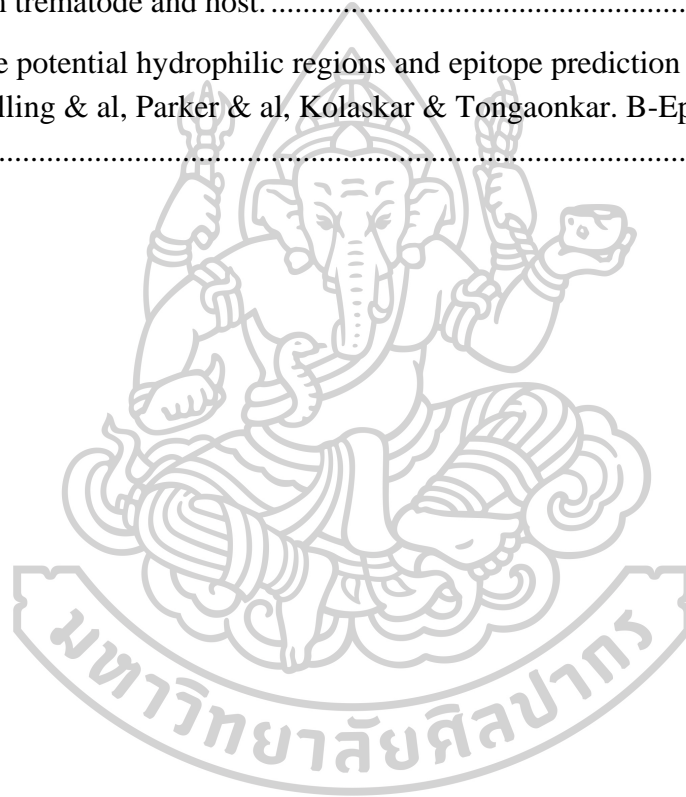 trematode and host. ........................................................
e potential hydrophilic regions and epitope prediction
lling & al, Parker & al, Kolaskar & Tongaonkar. B-Ep
........................................................................................
มหาวิทยาลัยศิลปากร